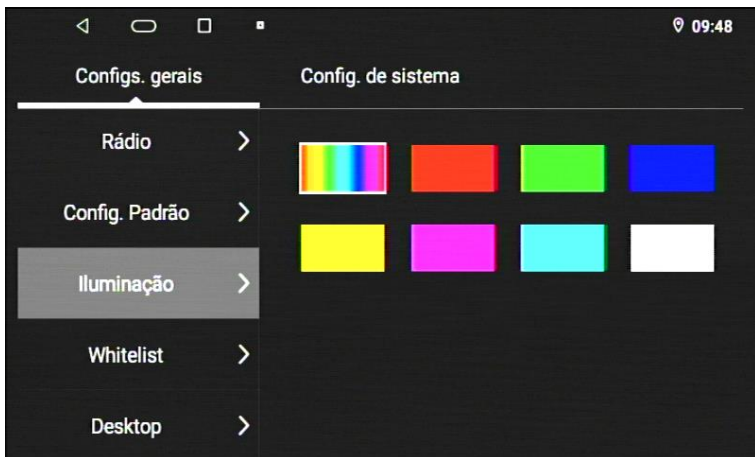 09:48
Configs. gerais
Config. de sistema
Rádio
Config. Padrão
Iluminação
Whitelist
Desktop